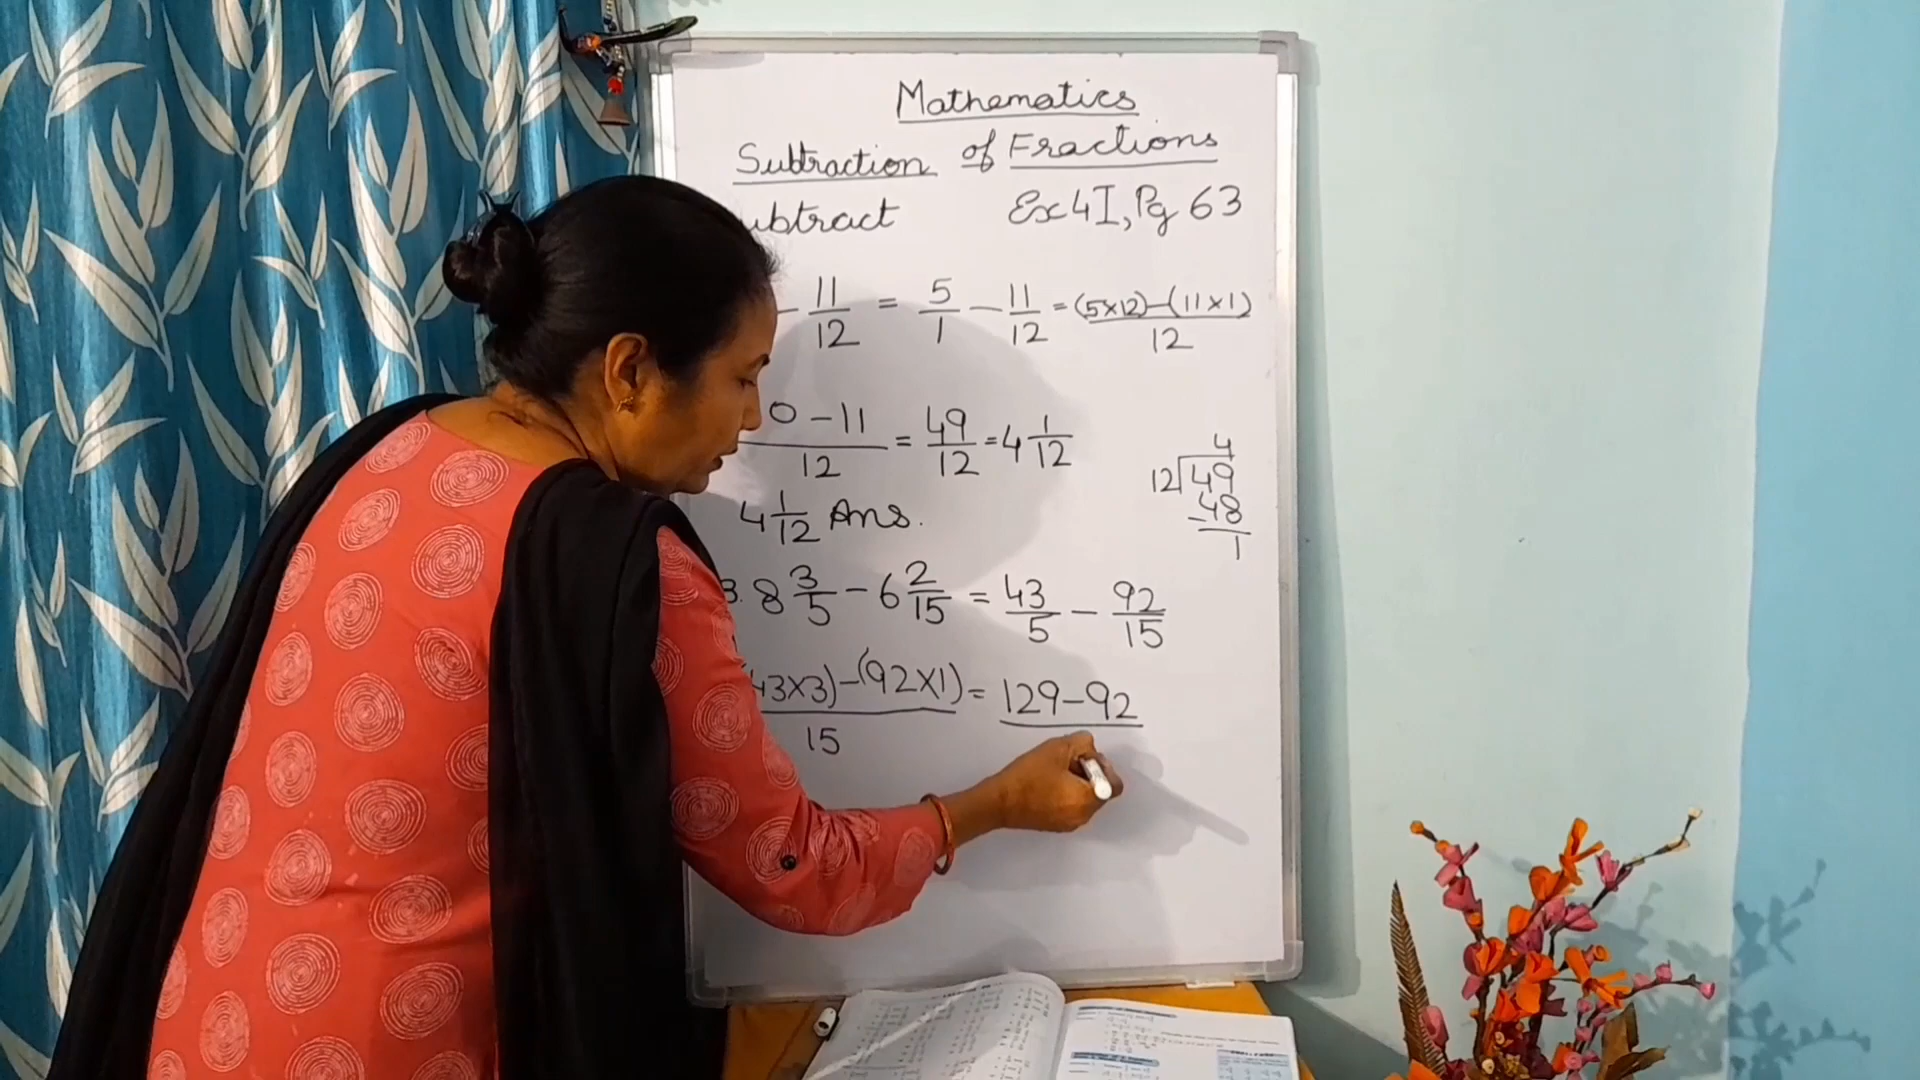 Mathematics
Subtraction of Fractions
ubtract Ex 4I, Pg 63
- 11/12 = 5/1 - 11/12 = (5×12)-(11×1)/12
0-11/12 = 49/12 = 4 1/12
4 1/12 Ans.
4
12)49
-48
1
3. 8 3/5 - 6 2/15 = 43/5 - 92/15
43×3)-(92×1)/15 = 129-92